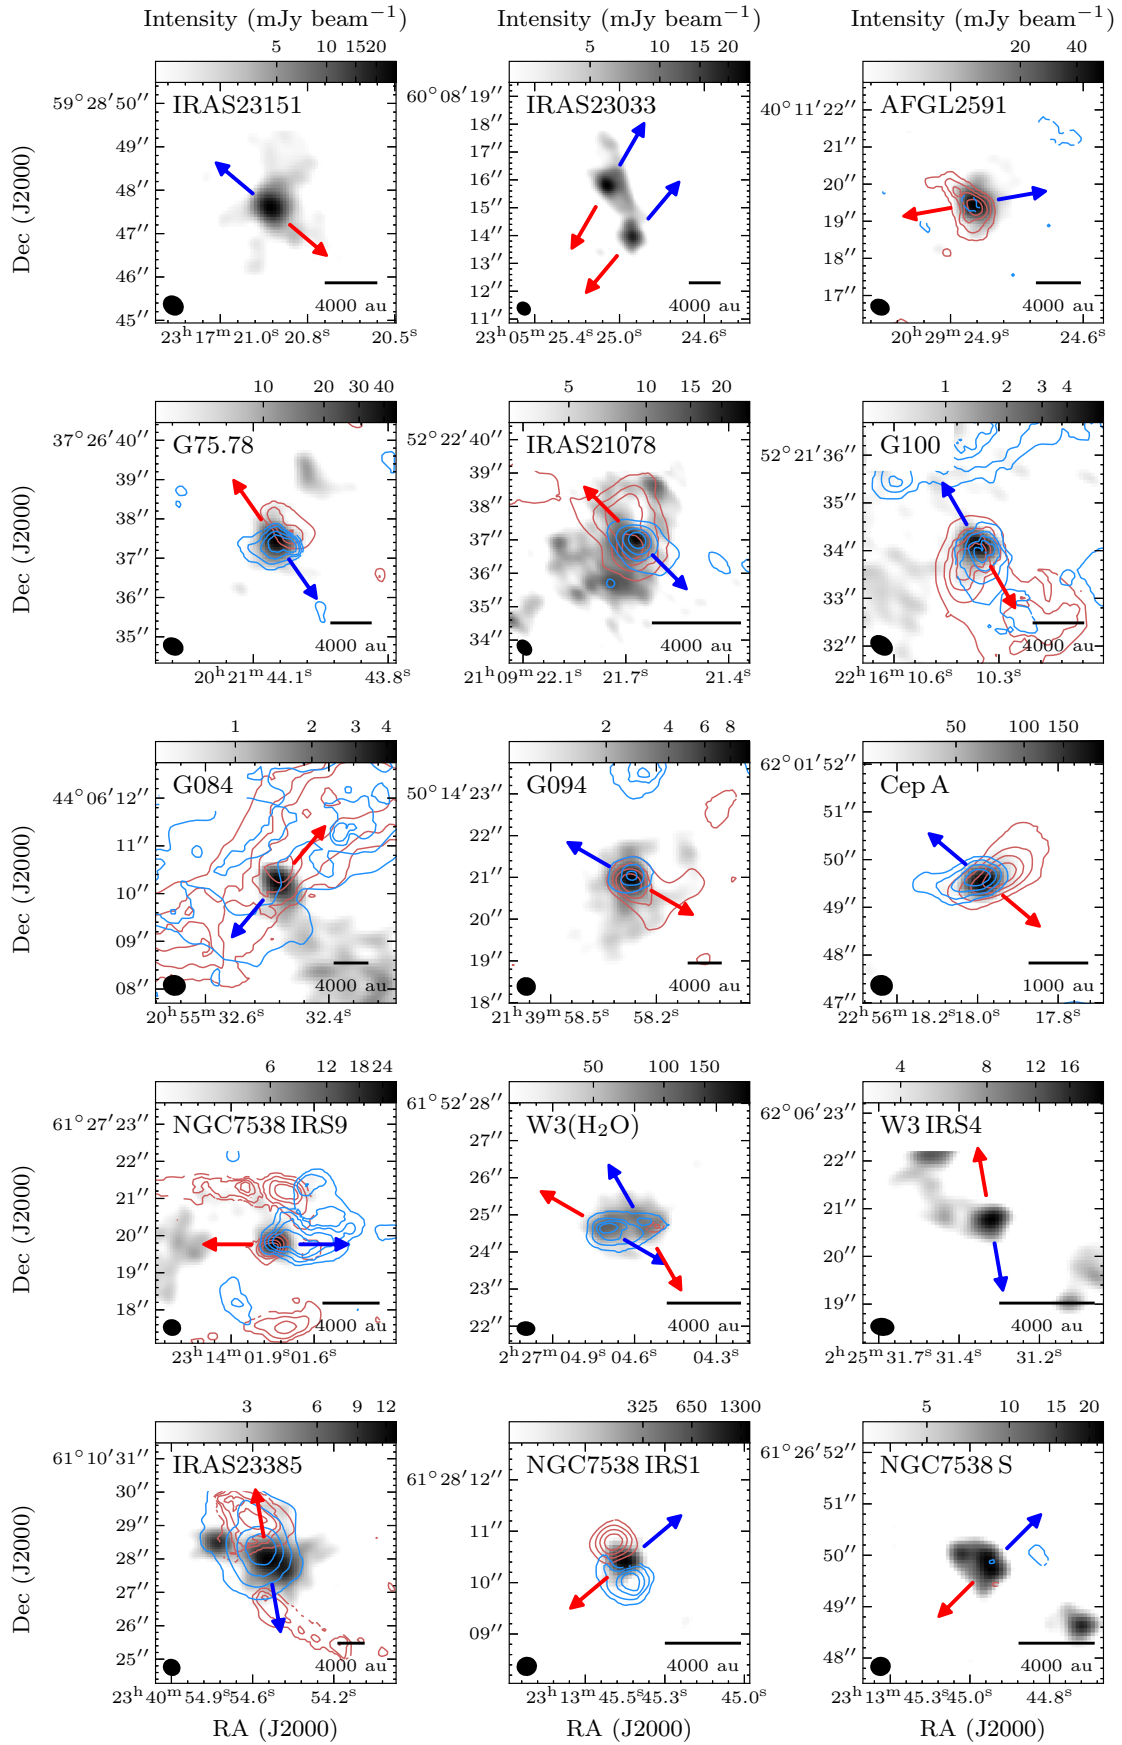 Intensity (mJy beam⁻¹) Intensity (mJy beam⁻¹) Intensity (mJy beam⁻¹)
5 10 15 20
IRAS23151
59°28′50″
49″
48″
47″
46″
45″
4000 au
23ʰ17ᵐ21.0ˢ 20.8ˢ 20.5ˢ
Dec (J2000)
5 10 15 20
IRAS23033
60°08′19″
18″
17″
16″
15″
14″
13″
12″
11″
4000 au
23ʰ05ᵐ25.4ˢ 25.0ˢ 24.6ˢ
20 40
AFGL2591
40°11′22″
21″
20″
19″
18″
17″
4000 au
20ʰ29ᵐ24.9ˢ 24.6ˢ
10 20 30 40
G75.78
37°26′40″
39″
38″
37″
36″
35″
4000 au
20ʰ21ᵐ44.1ˢ 43.8ˢ
Dec (J2000)
5 10 15 20
IRAS21078
52°22′40″
39″
38″
37″
36″
35″
34″
4000 au
21ʰ09ᵐ22.1ˢ 21.7ˢ 21.4ˢ
1 2 3 4
G100
52°21′36″
35″
34″
33″
32″
4000 au
22ʰ16ᵐ10.6ˢ 10.3ˢ
1 2 3 4
G084
44°06′12″
11″
10″
09″
08″
4000 au
20ʰ55ᵐ32.6ˢ 32.4ˢ
Dec (J2000)
2 4 6 8
G094
50°14′23″
22″
21″
20″
19″
18″
4000 au
21ʰ39ᵐ58.5ˢ 58.2ˢ
50 100 150
Cep A
62°01′52″
51″
50″
49″
48″
47″
1000 au
22ʰ56ᵐ18.2ˢ 18.0ˢ 17.8ˢ
6 12 18 24
NGC7538 IRS9
61°27′23″
22″
21″
20″
19″
18″
4000 au
23ʰ14ᵐ01.9ˢ 01.6ˢ
Dec (J2000)
50 100 150
W3(H₂O)
61°52′28″
27″
26″
25″
24″
23″
22″
4000 au
2ʰ27ᵐ04.9ˢ 04.6ˢ 04.3ˢ
4 8 12 16
W3 IRS4
62°06′23″
22″
21″
20″
19″
4000 au
2ʰ25ᵐ31.7ˢ 31.4ˢ 31.2ˢ
3 6 9 12
IRAS23385
61°10′31″
30″
29″
28″
27″
26″
25″
4000 au
23ʰ40ᵐ54.9ˢ 54.6ˢ 54.2ˢ
Dec (J2000)
325 650 1300
NGC7538 IRS1
61°28′12″
11″
10″
09″
4000 au
23ʰ13ᵐ45.5ˢ 45.3ˢ 45.0ˢ
5 10 15 20
NGC7538 S
61°26′52″
51″
50″
49″
48″
4000 au
23ʰ13ᵐ45.3ˢ 45.0ˢ 44.8ˢ
RA (J2000) RA (J2000) RA (J2000)